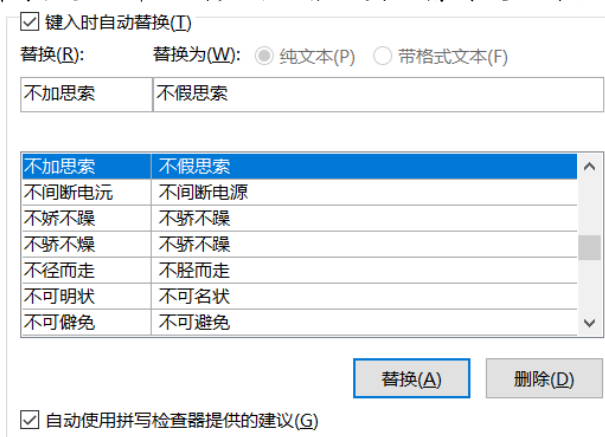 键入时自动替换(T)
替换(R): 替换为(W): 纯文本(P) 带格式文本(F)
不加思索 不假思索
不加思索 不假思索
不间断电沅 不间断电源
不娇不躁 不骄不躁
不骄不燥 不骄不躁
不径而走 不胫而走
不可明状 不可名状
不可僻免 不可避免
替换(A) 删除(D)
自动使用拼写检查器提供的建议(G)